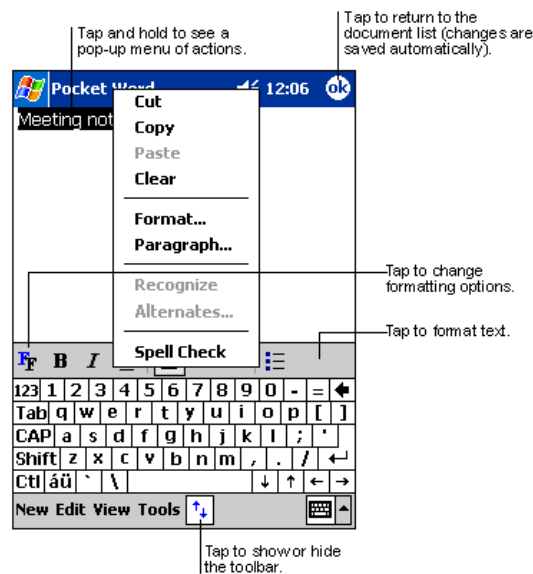 Tap and hold to see a
pop-up menu of actions.
Tap to return to the
document list (changes are
saved automatically).
Pocket Word 12:06 ok
Meeting not
Cut
Copy
Paste
Clear
Format...
Paragraph...
Recognize
Alternates...
Spell Check
Tap to change
formatting options.
Tap to format text.
FF B I
123 1 2 3 4 5 6 7 8 9 0 - =
Tab q w e r t y u i o p [ ]
CAP a s d f g h j k l ; '
Shift z x c v b n m , . /
Ctl áü ` \ ↓ ↑ ← →
New Edit View Tools
Tap to show or hide
the toolbar.